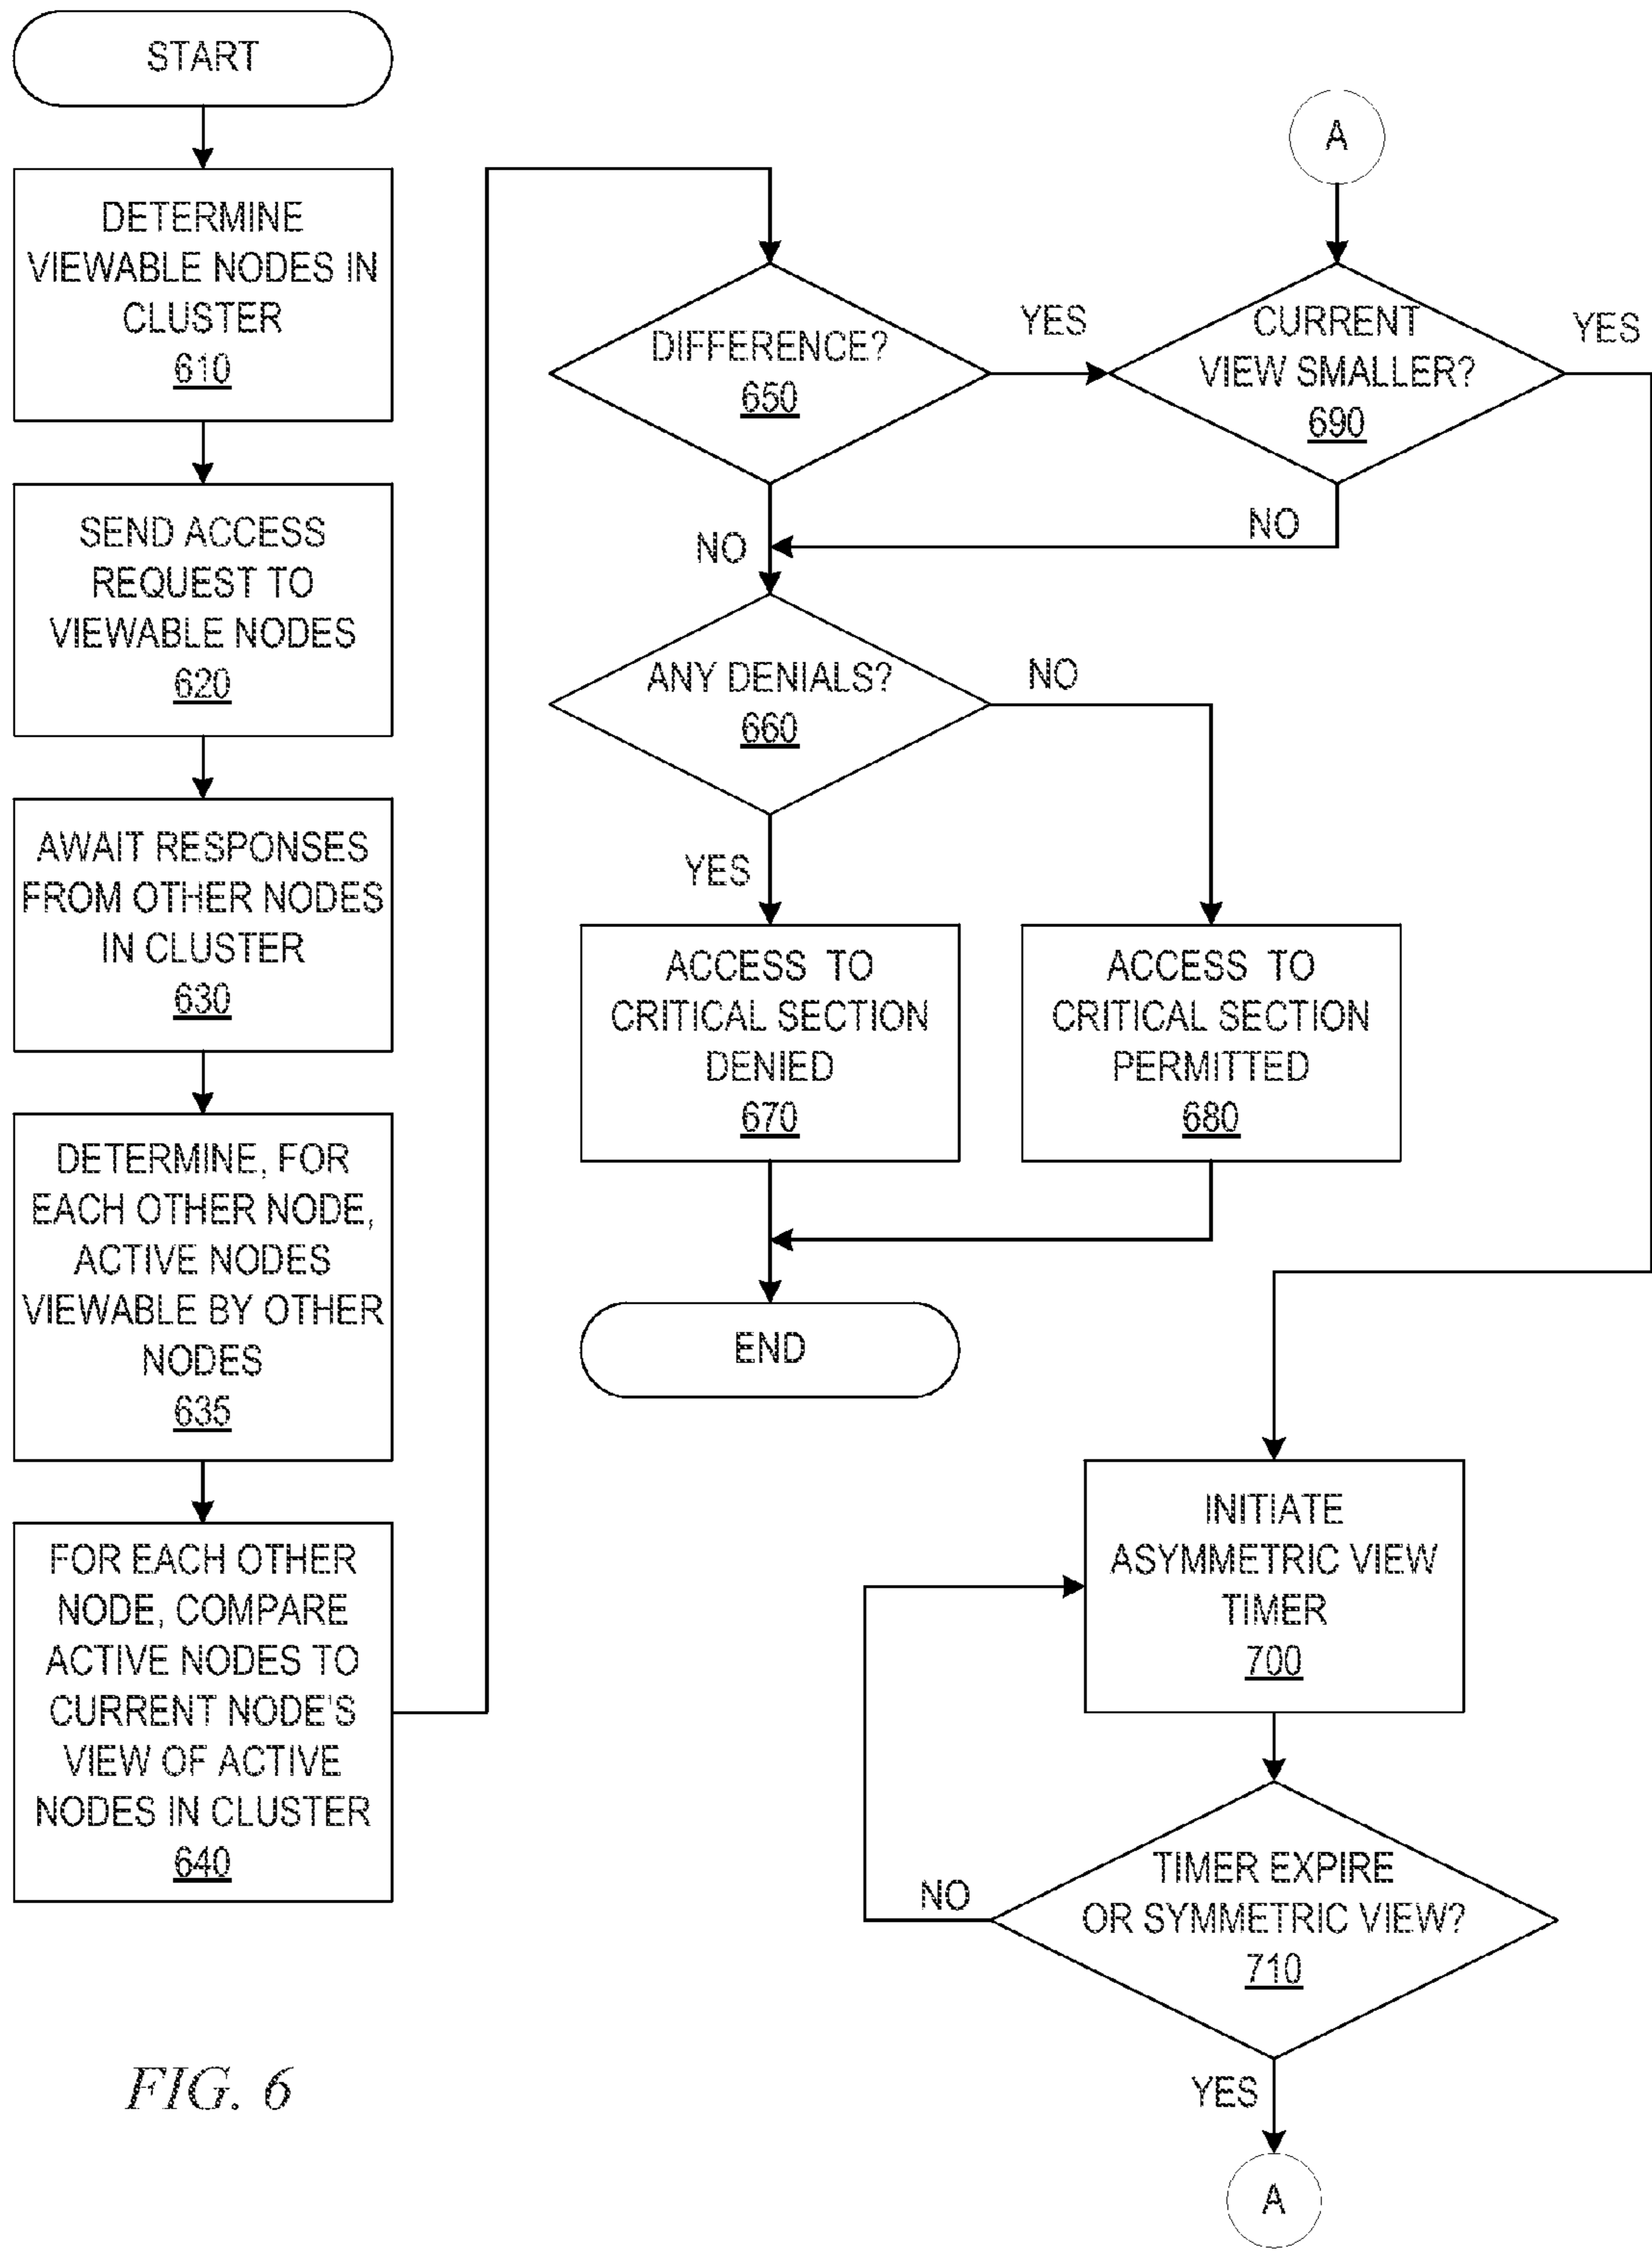 START
DETERMINE
VIEWABLE NODES IN
CLUSTER
610
SEND ACCESS
REQUEST TO
VIEWABLE NODES
620
AWAIT RESPONSES
FROM OTHER NODES
IN CLUSTER
630
DETERMINE, FOR
EACH OTHER NODE,
ACTIVE NODES
VIEWABLE BY OTHER
NODES
635
FOR EACH OTHER
NODE, COMPARE
ACTIVE NODES TO
CURRENT NODE'S
VIEW OF ACTIVE
NODES IN CLUSTER
640
DIFFERENCE?
650
YES
NO
A
CURRENT
VIEW SMALLER?
690
YES
NO
ANY DENIALS?
660
NO
YES
ACCESS TO
CRITICAL SECTION
DENIED
670
ACCESS TO
CRITICAL SECTION
PERMITTED
680
END
INITIATE
ASYMMETRIC VIEW
TIMER
700
TIMER EXPIRE
OR SYMMETRIC VIEW?
710
NO
YES
A
FIG. 6